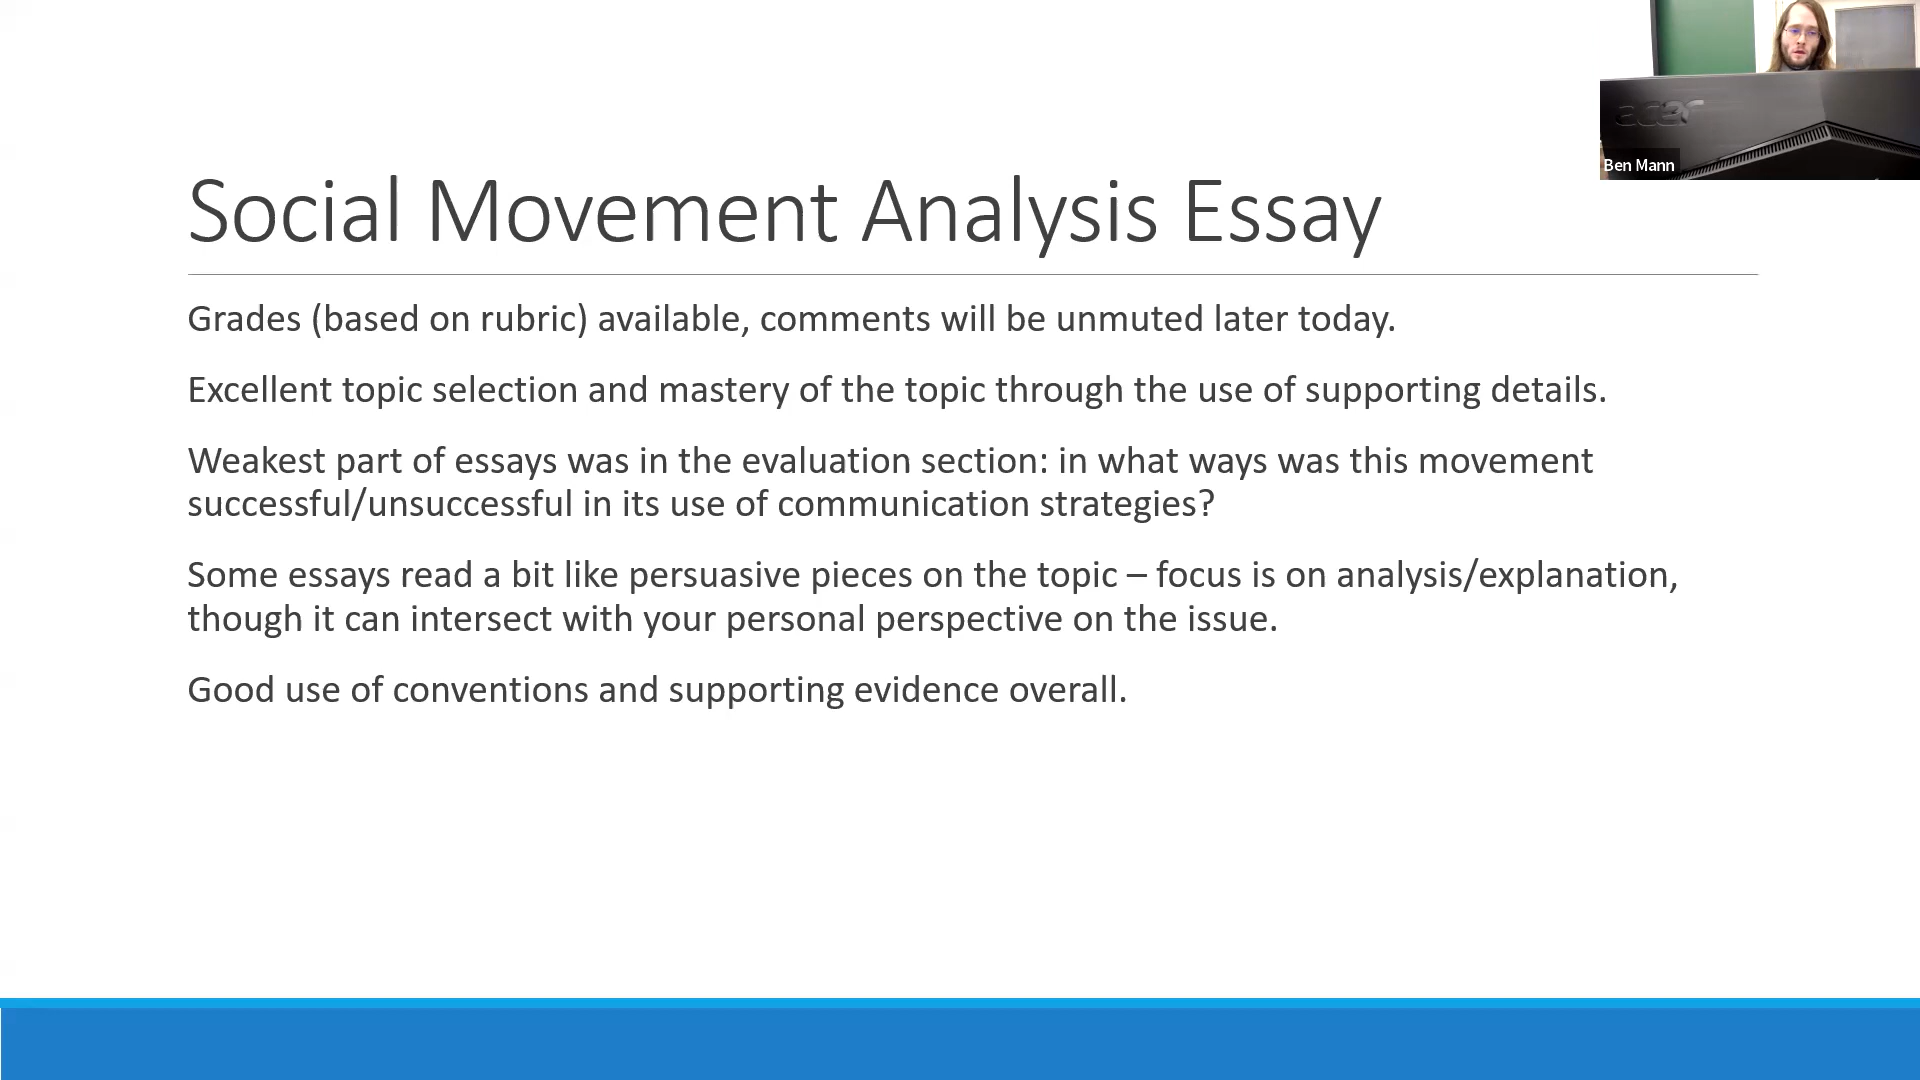 acer
Ben Mann
Social Movement Analysis Essay
Grades (based on rubric) available, comments will be unmuted later today.
Excellent topic selection and mastery of the topic through the use of supporting details.
Weakest part of essays was in the evaluation section: in what ways was this movement
successful/unsuccessful in its use of communication strategies?
Some essays read a bit like persuasive pieces on the topic – focus is on analysis/explanation,
though it can intersect with your personal perspective on the issue.
Good use of conventions and supporting evidence overall.